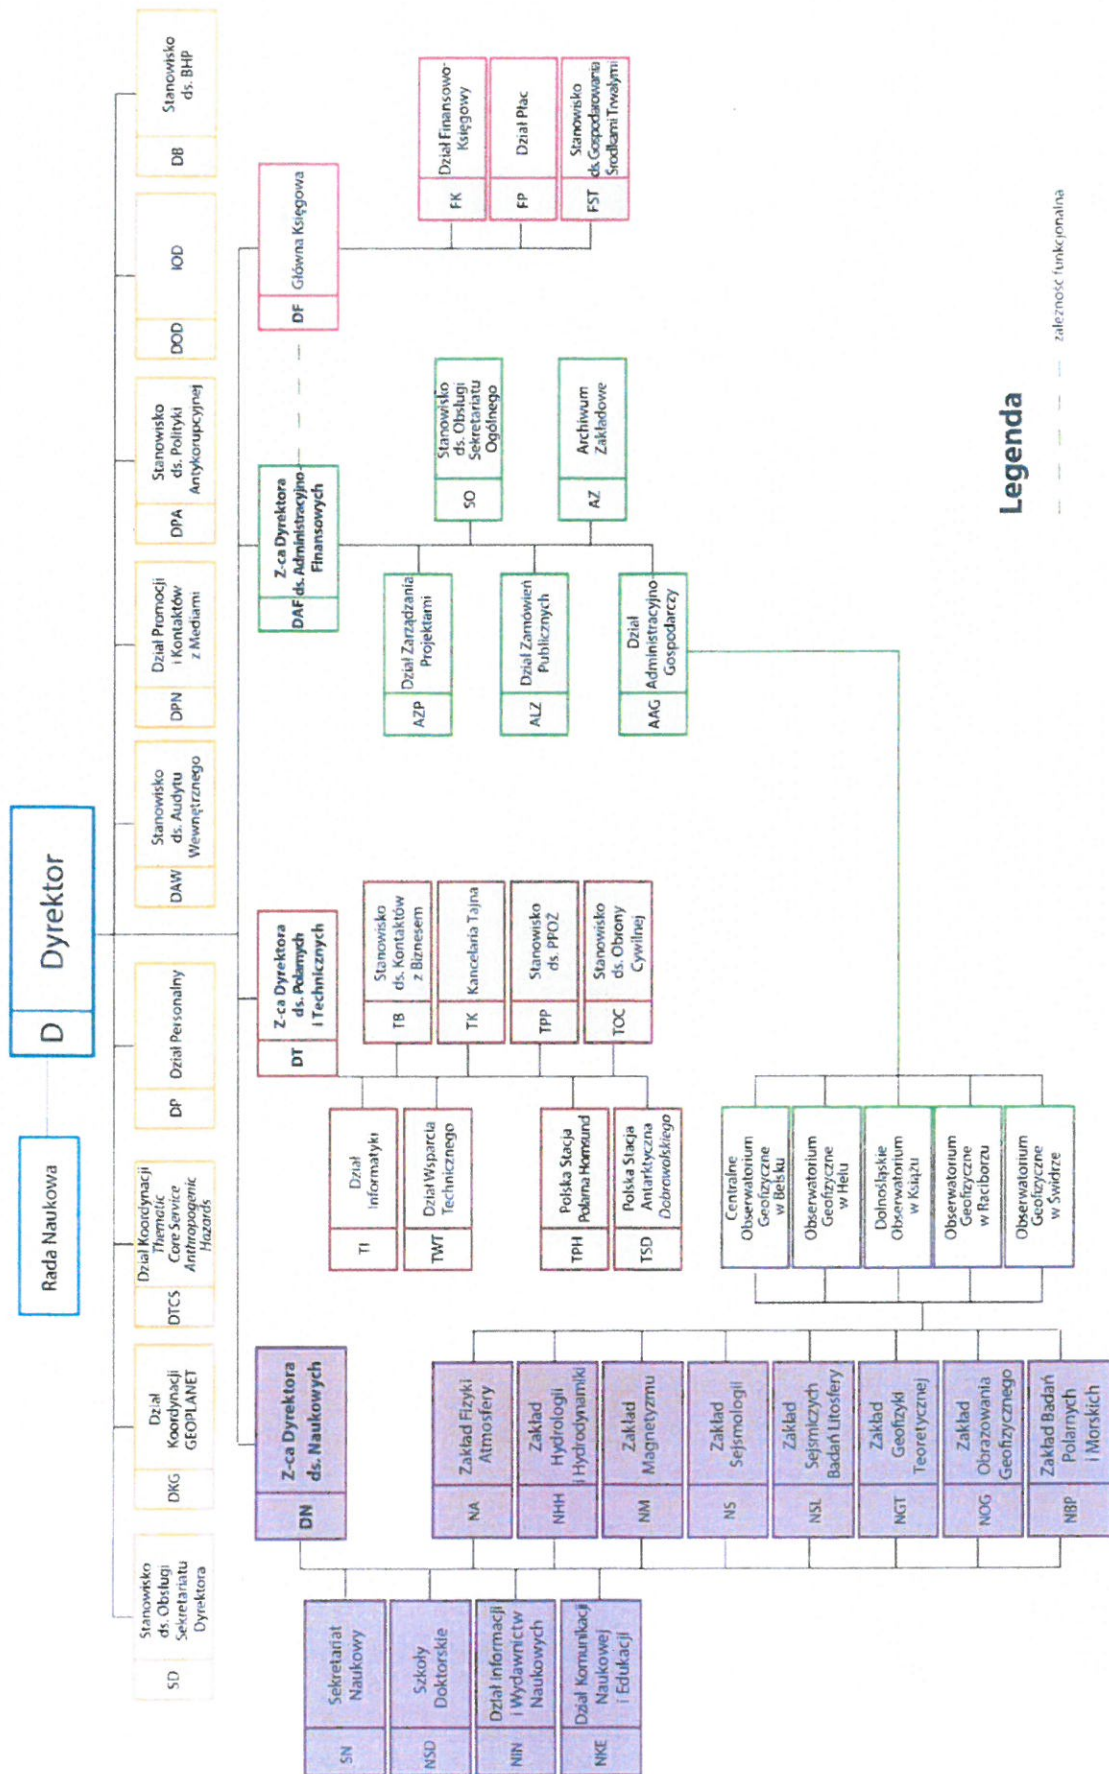 D
Dyrektor
Rada Naukowa
SD
Stanowisko
ds. Obsługi
Sekretariatu
Dyrektora
DKG
Dział
Koordynacji
GEOPLANET
DTCS
Dział Koordynacji
Thematic
Core Service
Anthropogenic
Hazards
DP
Dział Personalny
DAW
Stanowisko
ds. Audytu
Wewnętrznego
DPN
Dział Promocji
i Kontaktów
z Mediami
DPA
Stanowisko
ds. Polityki
Antykorupcyjnej
DOD
IOD
DB
Stanowisko
ds. BHP
DN
Z-ca Dyrektora
ds. Naukowych
DT
Z-ca Dyrektora
ds. Polarnych
i Technicznych
DAF
Z-ca Dyrektora
ds. Administracyjno-
Finansowych
DF
Główna Księgowa
SN
Sekretariat
Naukowy
NSD
Szkoły
Doktorskie
NIN
Dział Informacji
i Wydawnictw
Naukowych
NKE
Dział Komunikacji
Naukowej
i Edukacji
NA
Zakład Fizyki
Atmosfery
NHH
Zakład
Hydrologii
i Hydrodynamiki
NM
Zakład
Magnetyzmu
NS
Zakład
Sejsmologii
NSL
Zakład
Sejsmicznych
Badań Litosfery
NGT
Zakład
Geofizyki
Teoretycznej
NOG
Zakład
Obrazowania
Geofizycznego
NBP
Zakład Badań
Polarnych
i Morskich
TI
Dział
Informatyki
TWT
Dział Wsparcia
Technicznego
TPH
Polska Stacja
Polarna Hornsund
TSD
Polska Stacja
Antarktyczna
Dobrowolskiego
TB
Stanowisko
ds. Kontaktów
z Biznesem
TK
Kancelaria Tajna
TPP
Stanowisko
ds. PPOŻ
TOC
Stanowisko
ds. Obrony
Cywilnej
Centralne
Obserwatorium
Geofizyczne
w Belsku
Obserwatorium
Geofizyczne
w Helu
Dolnośląskie
Obserwatorium
w Książu
Obserwatorium
Geofizyczne
w Raciborzu
Obserwatorium
Geofizyczne
w Świdrze
AZP
Dział Zarządzania
Projektami
ALZ
Dział Zamówień
Publicznych
AAG
Dział
Administracyjno-
Gospodarczy
SO
Stanowisko
ds. Obsługi
Sekretariatu
Ogólnego
AZ
Archiwum
Zakładowe
FK
Dział Finansowo-
Księgowy
FP
Dział Płac
FST
Stanowisko
ds. Gospodarowania
Środkami Trwałymi
Legenda
zależność funkcjonalna